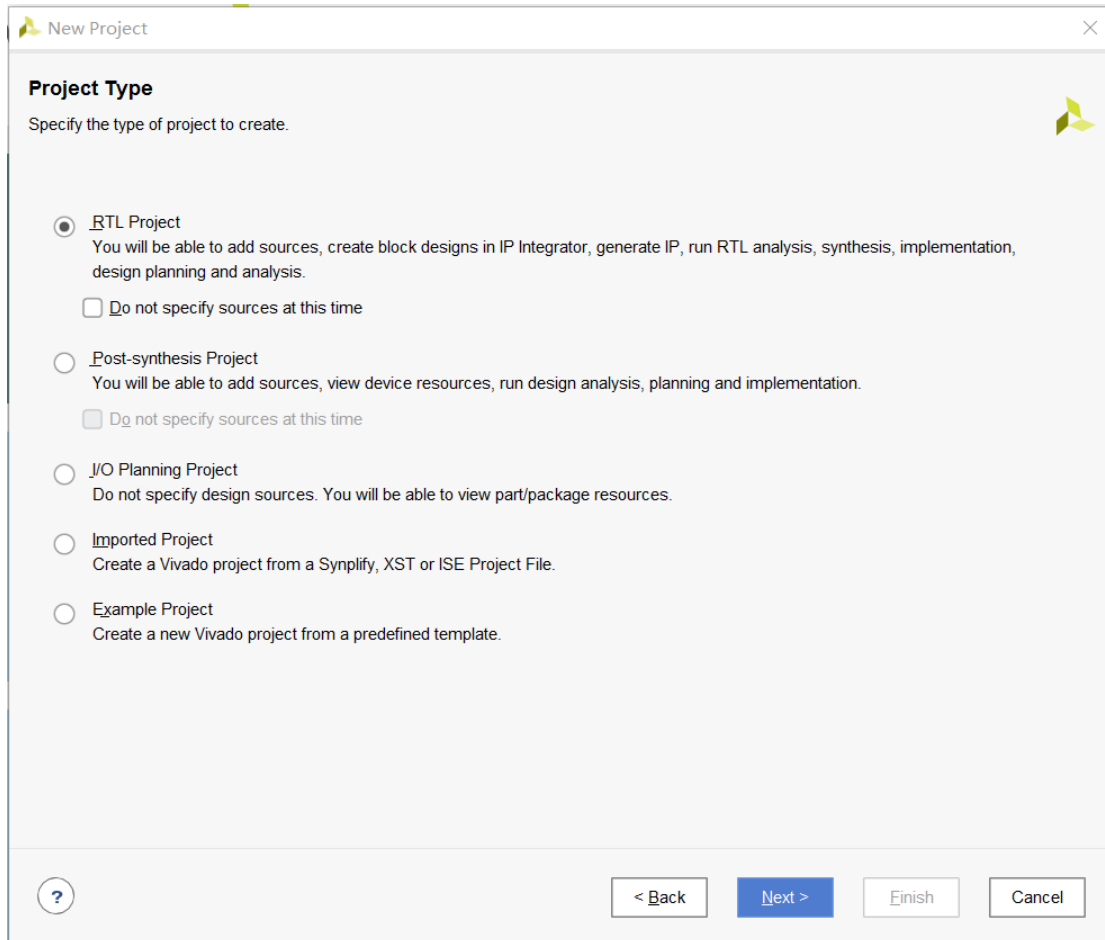 New Project
Project Type
Specify the type of project to create.
RTL Project
You will be able to add sources, create block designs in IP Integrator, generate IP, run RTL analysis, synthesis, implementation,
design planning and analysis.
Do not specify sources at this time
Post-synthesis Project
You will be able to add sources, view device resources, run design analysis, planning and implementation.
Do not specify sources at this time
I/O Planning Project
Do not specify design sources. You will be able to view part/package resources.
Imported Project
Create a Vivado project from a Synplify, XST or ISE Project File.
Example Project
Create a new Vivado project from a predefined template.
? < Back Next > Finish Cancel